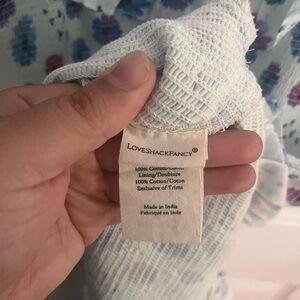 LOVESHACKFANCY®
100% Cotton/Coton
Lining/Doublure
100% Cotton/Coton
Exclusive of Trims
Made in India
Fabriqué en Inde